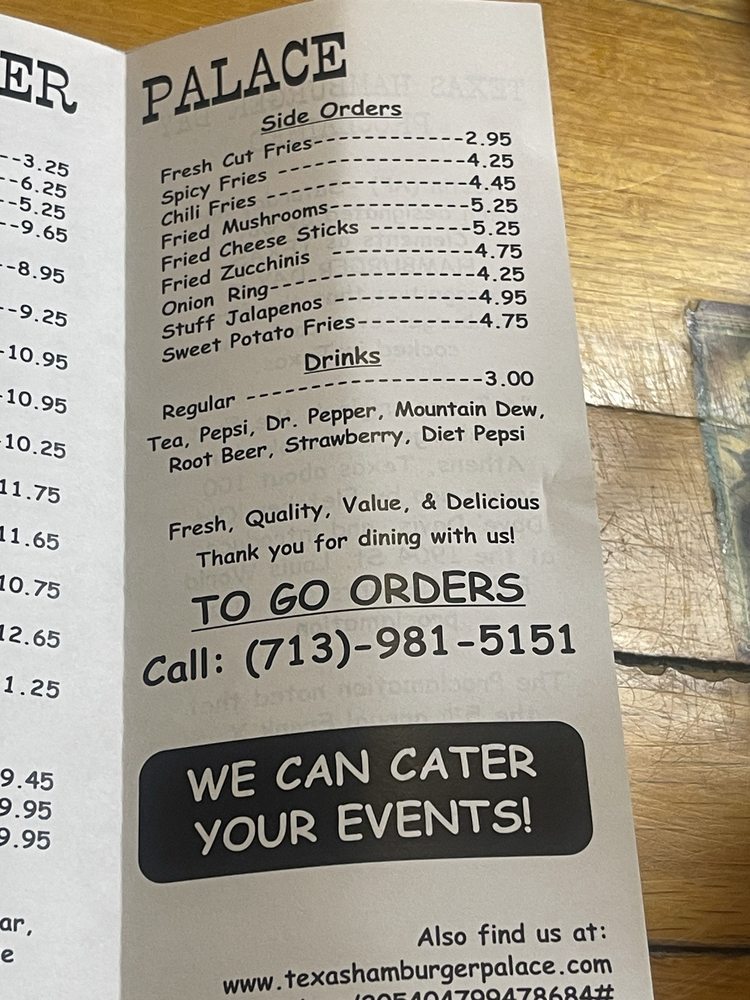 ER
--3.25
--6.25
--5.25
--9.65
--8.95
--9.25
-10.95
-10.95
-10.25
11.75
11.65
10.75
12.65
1.25
9.45
9.95
9.95
ar,
e
PALACE
Side Orders
Fresh Cut Fries-------------2.95
Spicy Fries ----------------4.25
Chili Fries -----------------4.45
Fried Mushrooms------------5.25
Fried Cheese Sticks --------5.25
Fried Zucchinis -------------4.75
Onion Ring------------------4.25
Stuff Jalapenos ------------4.95
Sweet Potato Fries----------4.75
Drinks
Regular --------------------3.00
Tea, Pepsi, Dr. Pepper, Mountain Dew,
Root Beer, Strawberry, Diet Pepsi
Fresh, Quality, Value, & Delicious
Thank you for dining with us!
TO GO ORDERS
Call: (713)-981-5151
WE CAN CATER
YOUR EVENTS!
Also find us at:
www.texashamburgerpalace.com